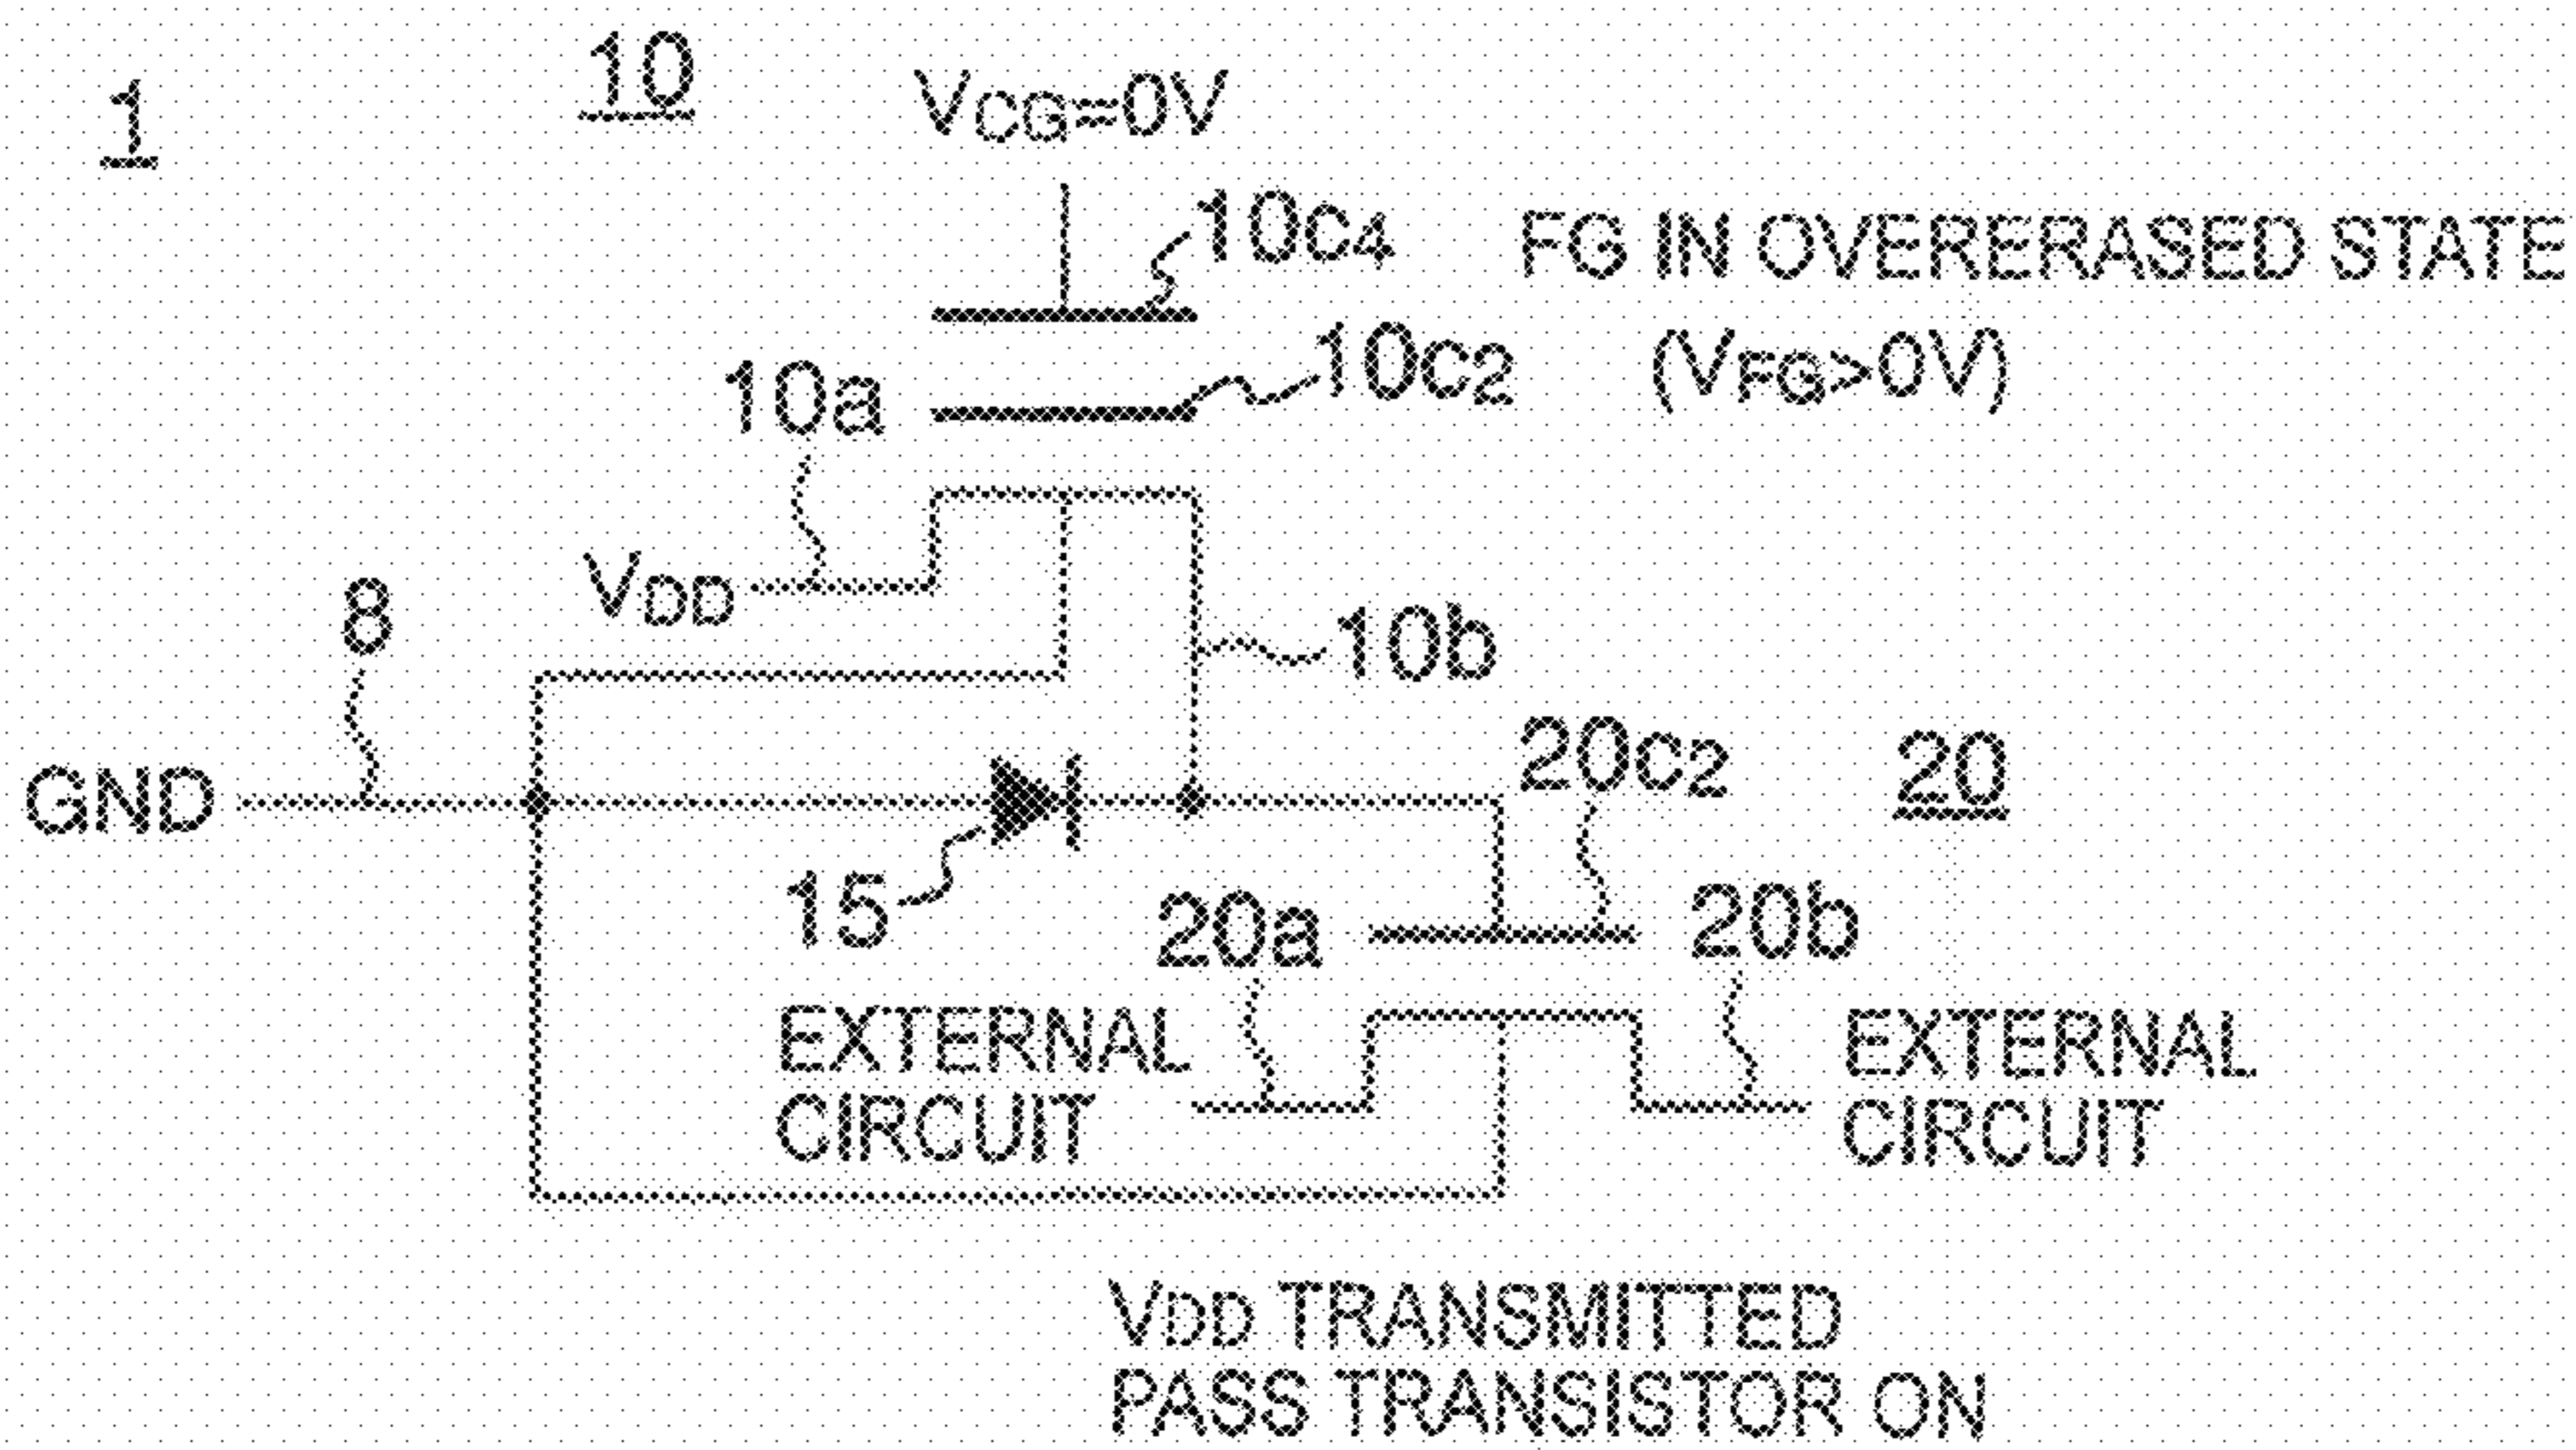 1
10
VCG=0V
10c4
FG IN OVERERASED STATE
(VFG>0V)
10c2
10a
VDD
8
10b
GND
20c2
20
15
20a
20b
EXTERNAL
CIRCUIT
EXTERNAL
CIRCUIT
VDD TRANSMITTED
PASS TRANSISTOR ON